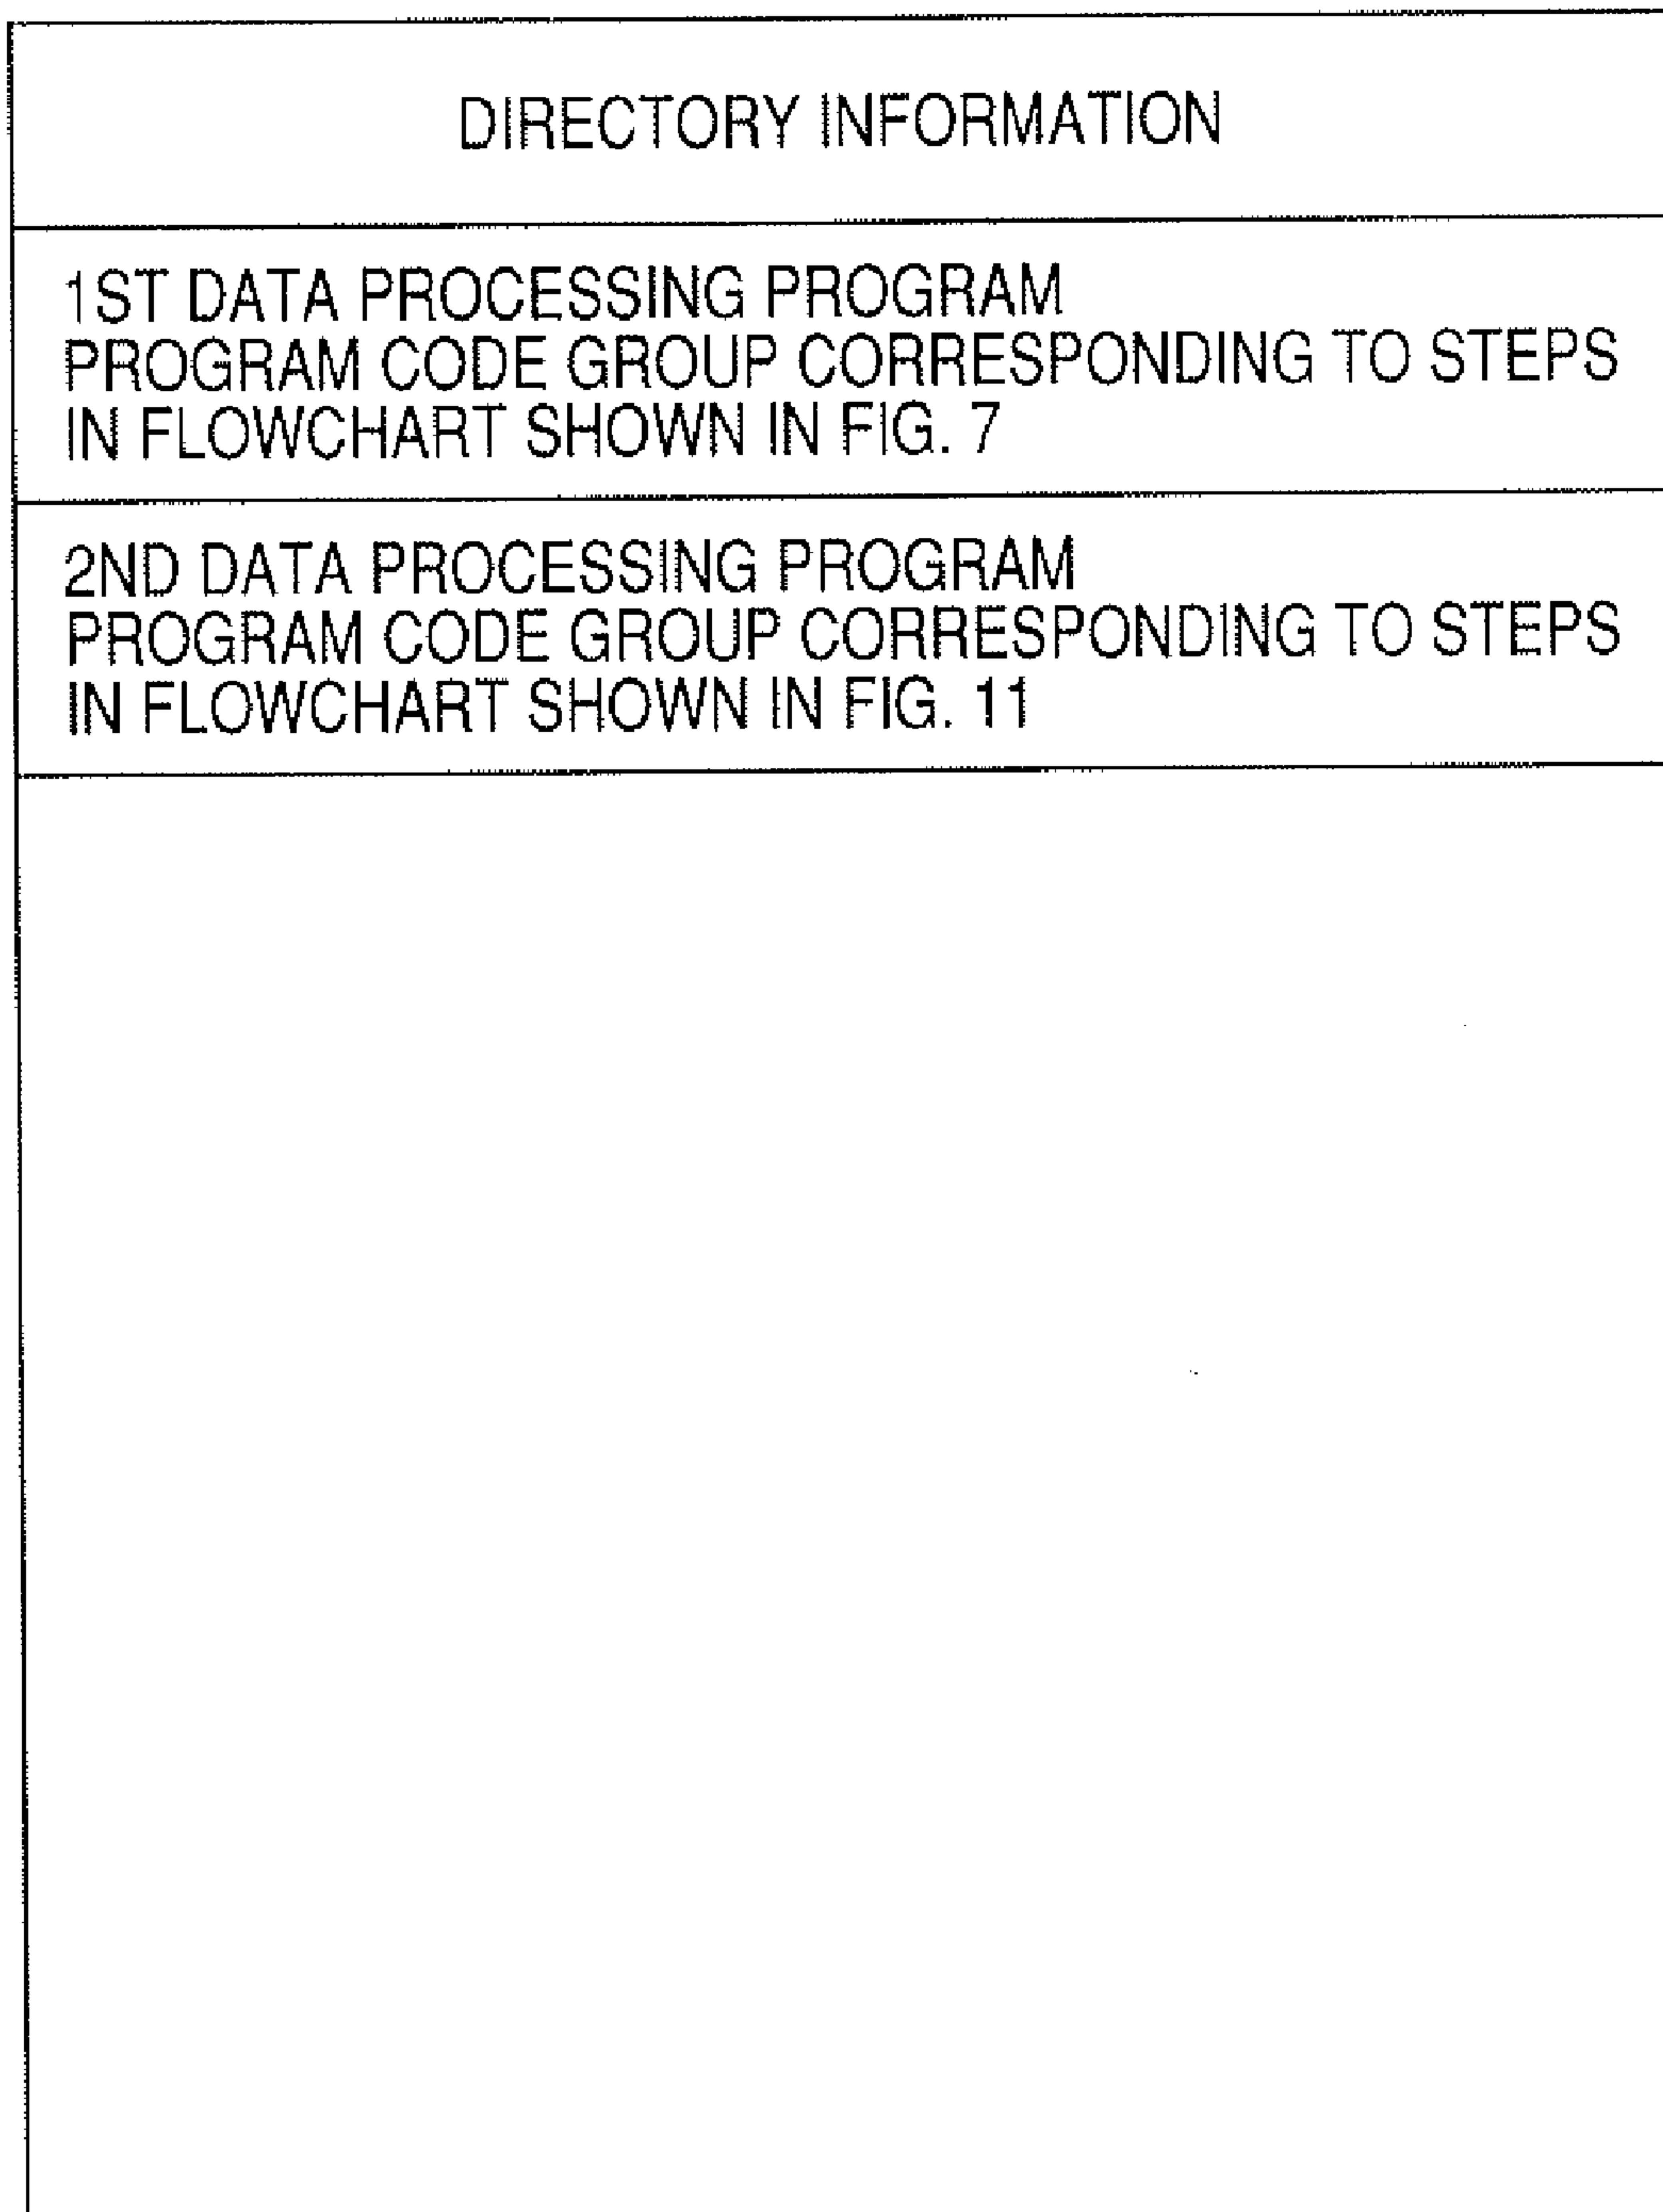 DIRECTORY INFORMATION
1ST DATA PROCESSING PROGRAM
PROGRAM CODE GROUP CORRESPONDING TO STEPS
IN FLOWCHART SHOWN IN FIG. 7
2ND DATA PROCESSING PROGRAM
PROGRAM CODE GROUP CORRESPONDING TO STEPS
IN FLOWCHART SHOWN IN FIG. 11